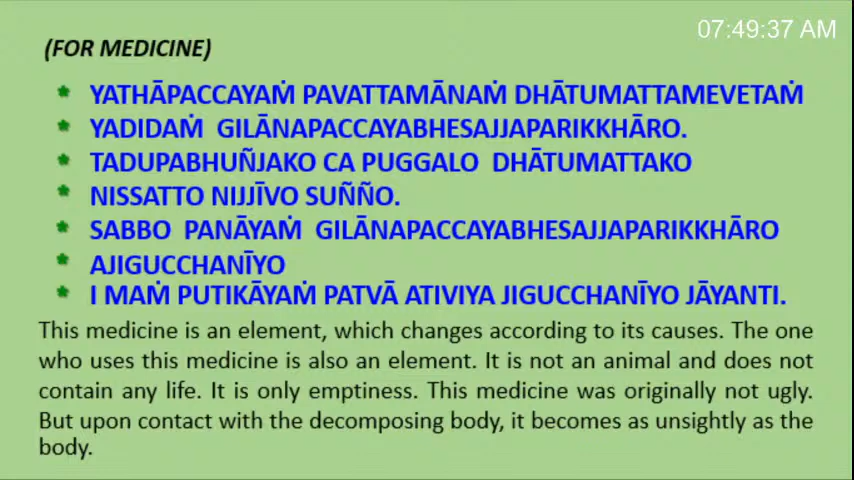 07:49:37 AM
(FOR MEDICINE)
YATHĀPACCAYAṀ PAVATTAMĀNAṀ DHĀTUMATTAMEVETAṀ
YADIDAṀ GILĀNAPACCAYABHESAJJAPARIKKHĀRO.
TADUPABHUÑJAKO CA PUGGALO DHĀTUMATTAKO
NISSATTO NIJJĪVO SUÑÑO.
SABBO PANĀYAṀ GILĀNAPACCAYABHESAJJAPARIKKHĀRO
AJIGUCCHANĪYO
I MAṀ PUTIKĀYAṀ PATVĀ ATIVIYA JIGUCCHANĪYO JĀYANTI.
This medicine is an element, which changes according to its causes. The one
who uses this medicine is also an element. It is not an animal and does not
contain any life. It is only emptiness. This medicine was originally not ugly.
But upon contact with the decomposing body, it becomes as unsightly as the
body.